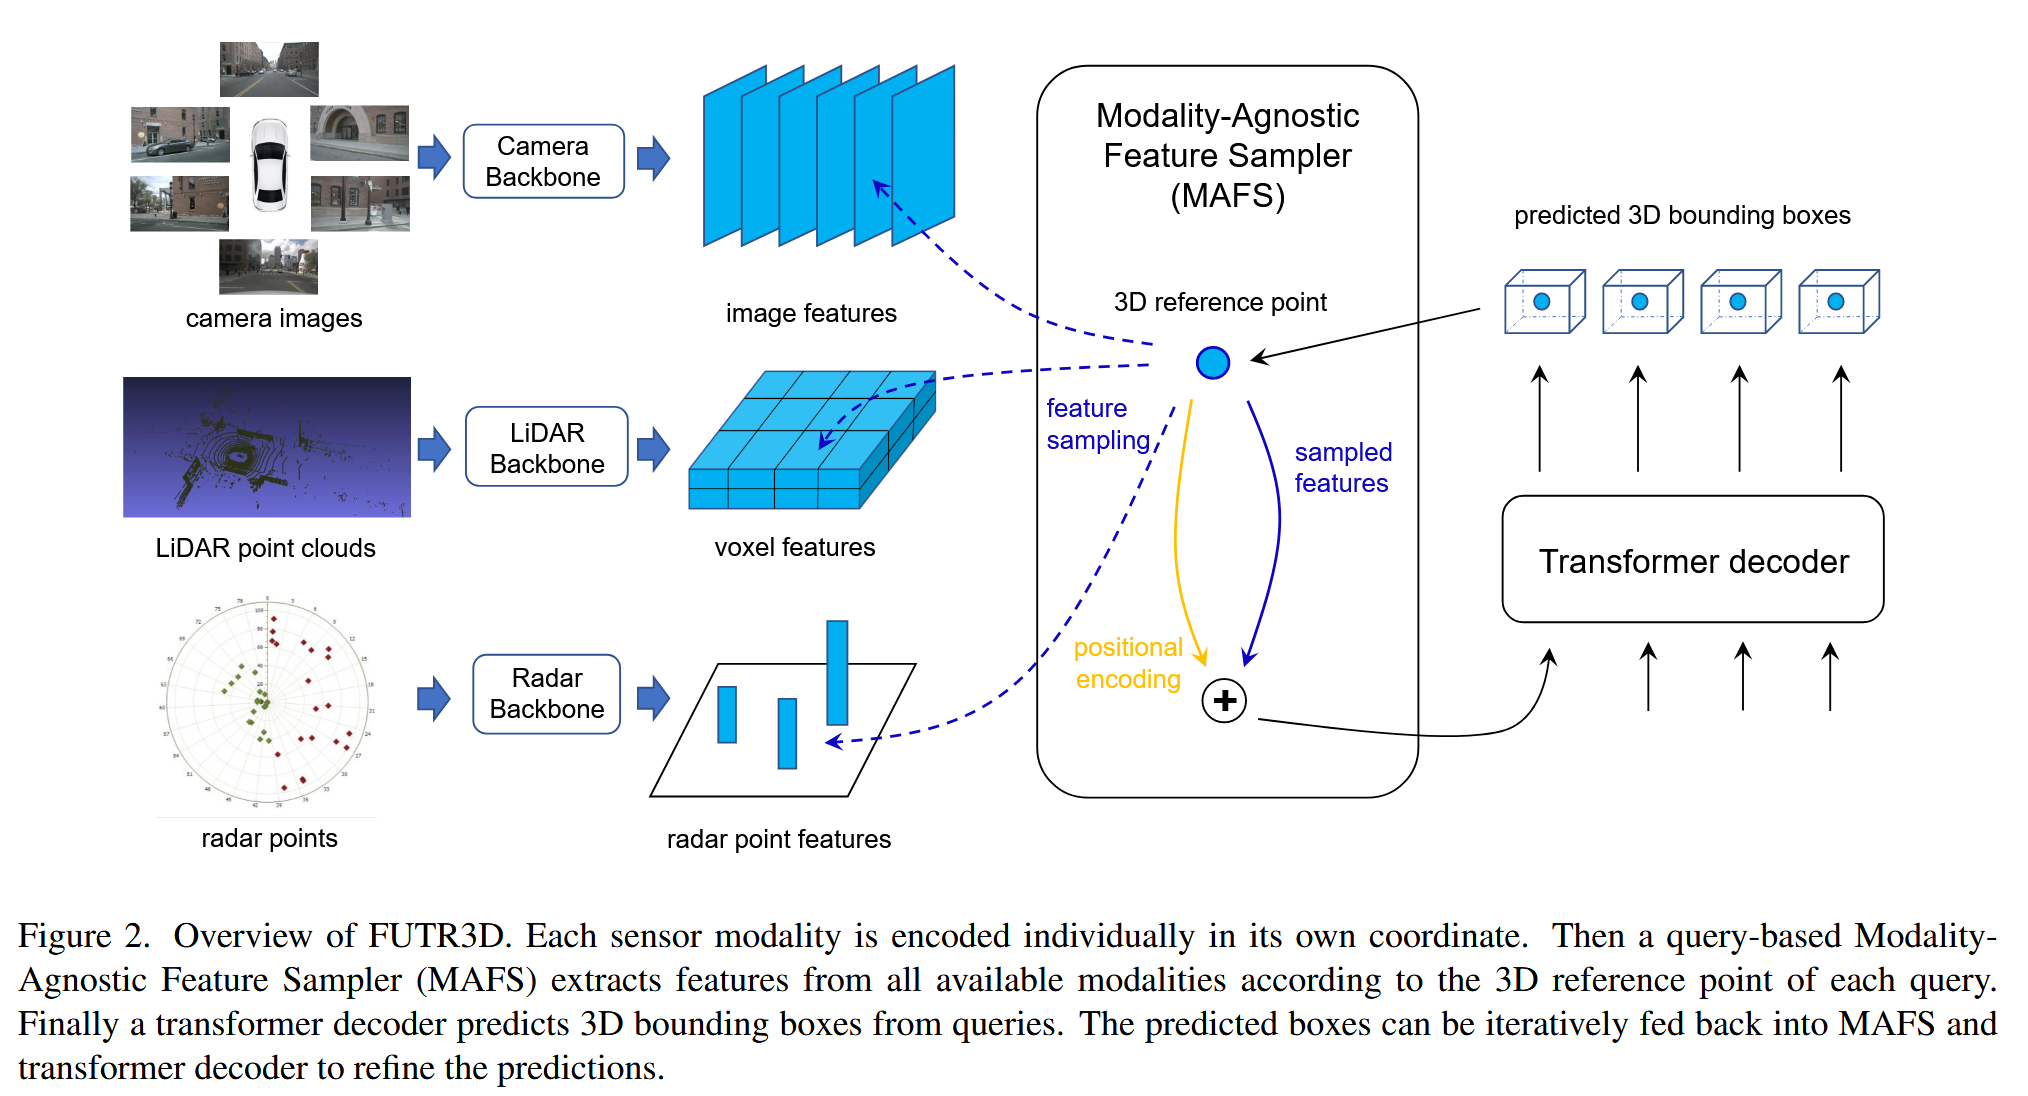 camera images
Camera
Backbone
image features
LiDAR point clouds
LiDAR
Backbone
voxel features
radar points
Radar
Backbone
radar point features
Modality-Agnostic
Feature Sampler
(MAFS)
3D reference point
feature
sampling
sampled
features
positional
encoding
predicted 3D bounding boxes
Transformer decoder
Figure 2. Overview of FUTR3D. Each sensor modality is encoded individually in its own coordinate. Then a query-based Modality-
Agnostic Feature Sampler (MAFS) extracts features from all available modalities according to the 3D reference point of each query.
Finally a transformer decoder predicts 3D bounding boxes from queries. The predicted boxes can be iteratively fed back into MAFS and
transformer decoder to refine the predictions.